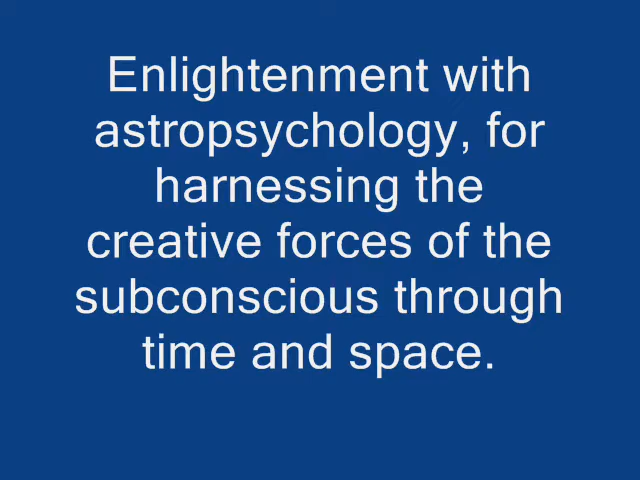 Enlightenment with
astropsychology, for
harnessing the
creative forces of the
subconscious through
time and space.